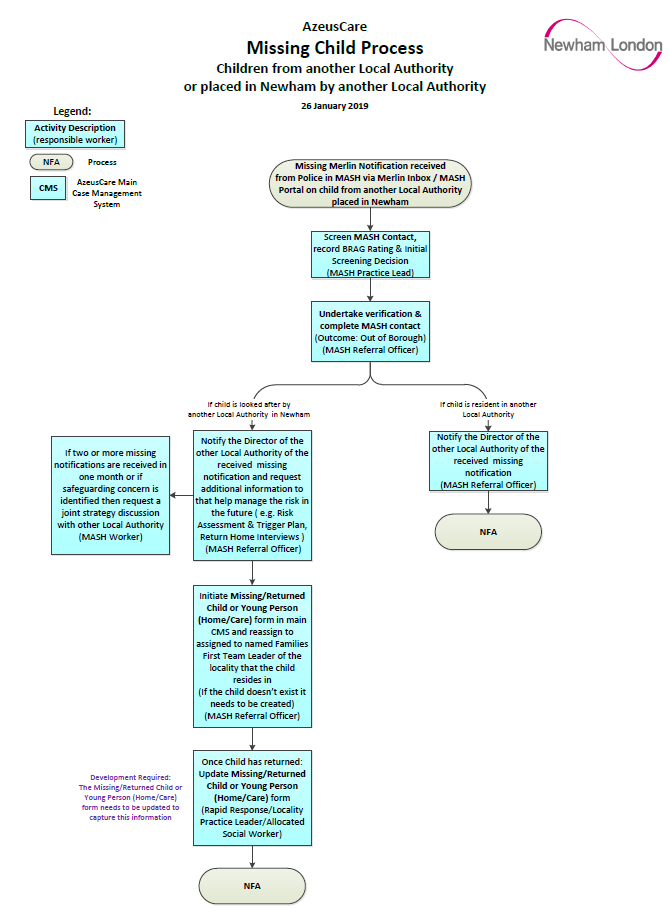 AzeusCare
Missing Child Process
Children from another Local Authority
or placed in Newham by another Local Authority
26 January 2019
Newham London
Legend:
Activity Description
(responsible worker)
NFA
Process
CMS
AzeusCare Main
Case Management
System
Missing Merlin Notification received
from Police in MASH via Merlin Inbox / MASH
Portal on child from another Local Authority
placed in Newham
Screen MASH Contact,
record BRAG Rating & Initial
Screening Decision
(MASH Practice Lead)
Undertake verification &
complete MASH contact
(Outcome: Out of Borough)
(MASH Referral Officer)
If child is looked after by
another Local Authority in Newham
If child is resident in another
Local Authority
If two or more missing
notifications are received in
one month or if
safeguarding concern is
identified then request a
joint strategy discussion
with other Local Authority
(MASH Worker)
Notify the Director of the
other Local Authority of the
received missing
notification and request
additional information to
that help manage the risk in
the future ( e.g. Risk
Assessment & Trigger Plan,
Return Home Interviews )
(MASH Referral Officer)
Notify the Director of the
other Local Authority of the
received missing
notification
(MASH Referral Officer)
NFA
Initiate Missing/Returned
Child or Young Person
(Home/Care) form in main
CMS and reassign to
assigned to named Families
First Team Leader of the
locality that the child
resides in
(If the child doesn't exist it
needs to be created)
(MASH Referral Officer)
Development Required:
The Missing/Returned Child or
Young Person (Home/Care)
form needs to be updated to
capture this information
Once Child has returned:
Update Missing/Returned
Child or Young Person
(Home/Care) form
(Rapid Response/Locality
Practice Leader/Allocated
Social Worker)
NFA